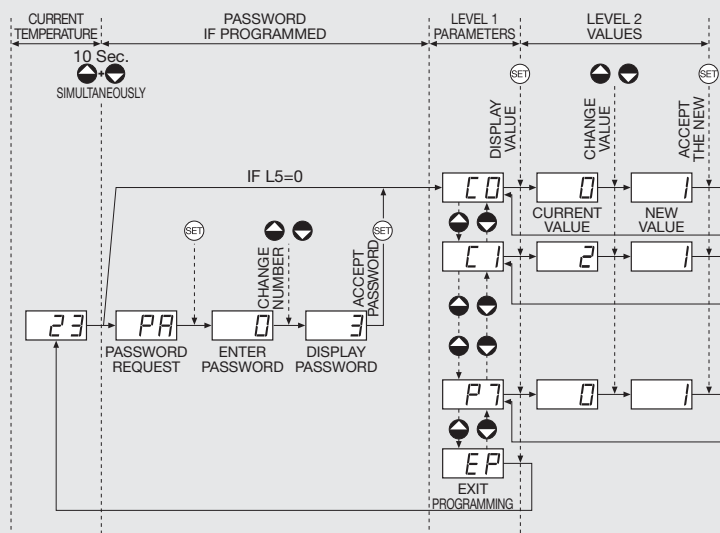 CURRENT
TEMPERATURE
PASSWORD
IF PROGRAMMED
LEVEL 1
PARAMETERS
LEVEL 2
VALUES
10 Sec.
+
SIMULTANEOUSLY
SET
SET
DISPLAY
VALUE
CHANGE
VALUE
ACCEPT
THE NEW
IF L5=0
C0
0
1
CURRENT
VALUE
NEW
VALUE
SET
CHANGE
NUMBER
SET
ACCEPT
PASSWORD
C1
2
1
23
PA
0
3
PASSWORD
REQUEST
ENTER
PASSWORD
DISPLAY
PASSWORD
P7
0
1
EP
EXIT
PROGRAMMING